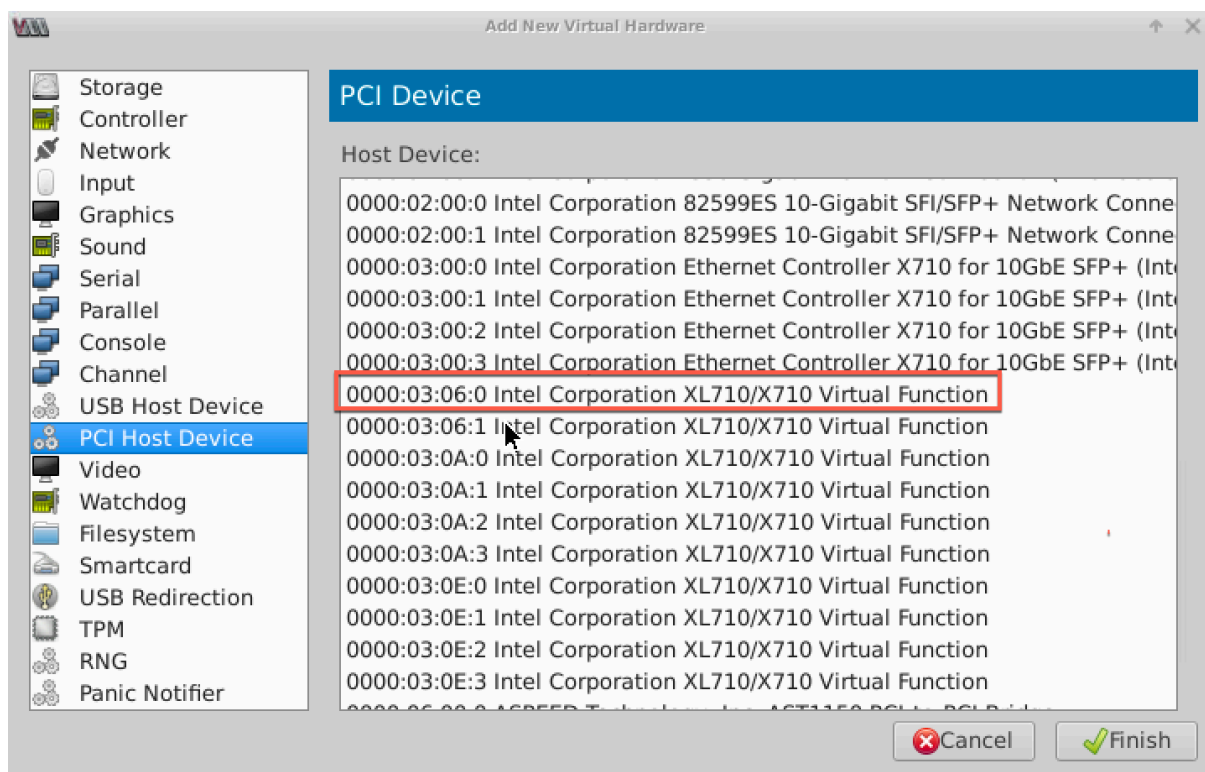 Add New Virtual Hardware
Storage
Controller
Network
Input
Graphics
Sound
Serial
Parallel
Console
Channel
USB Host Device
PCI Host Device
Video
Watchdog
Filesystem
Smartcard
USB Redirection
TPM
RNG
Panic Notifier
PCI Device
Host Device:
0000:02:00:0 Intel Corporation 82599ES 10-Gigabit SFI/SFP+ Network Conne
0000:02:00:1 Intel Corporation 82599ES 10-Gigabit SFI/SFP+ Network Conne
0000:03:00:0 Intel Corporation Ethernet Controller X710 for 10GbE SFP+ (Int
0000:03:00:1 Intel Corporation Ethernet Controller X710 for 10GbE SFP+ (Int
0000:03:00:2 Intel Corporation Ethernet Controller X710 for 10GbE SFP+ (Int
0000:03:00:3 Intel Corporation Ethernet Controller X710 for 10GbE SFP+ (Int
0000:03:06:0 Intel Corporation XL710/X710 Virtual Function
0000:03:06:1 Intel Corporation XL710/X710 Virtual Function
0000:03:0A:0 Intel Corporation XL710/X710 Virtual Function
0000:03:0A:1 Intel Corporation XL710/X710 Virtual Function
0000:03:0A:2 Intel Corporation XL710/X710 Virtual Function
0000:03:0A:3 Intel Corporation XL710/X710 Virtual Function
0000:03:0E:0 Intel Corporation XL710/X710 Virtual Function
0000:03:0E:1 Intel Corporation XL710/X710 Virtual Function
0000:03:0E:2 Intel Corporation XL710/X710 Virtual Function
0000:03:0E:3 Intel Corporation XL710/X710 Virtual Function
Cancel
Finish